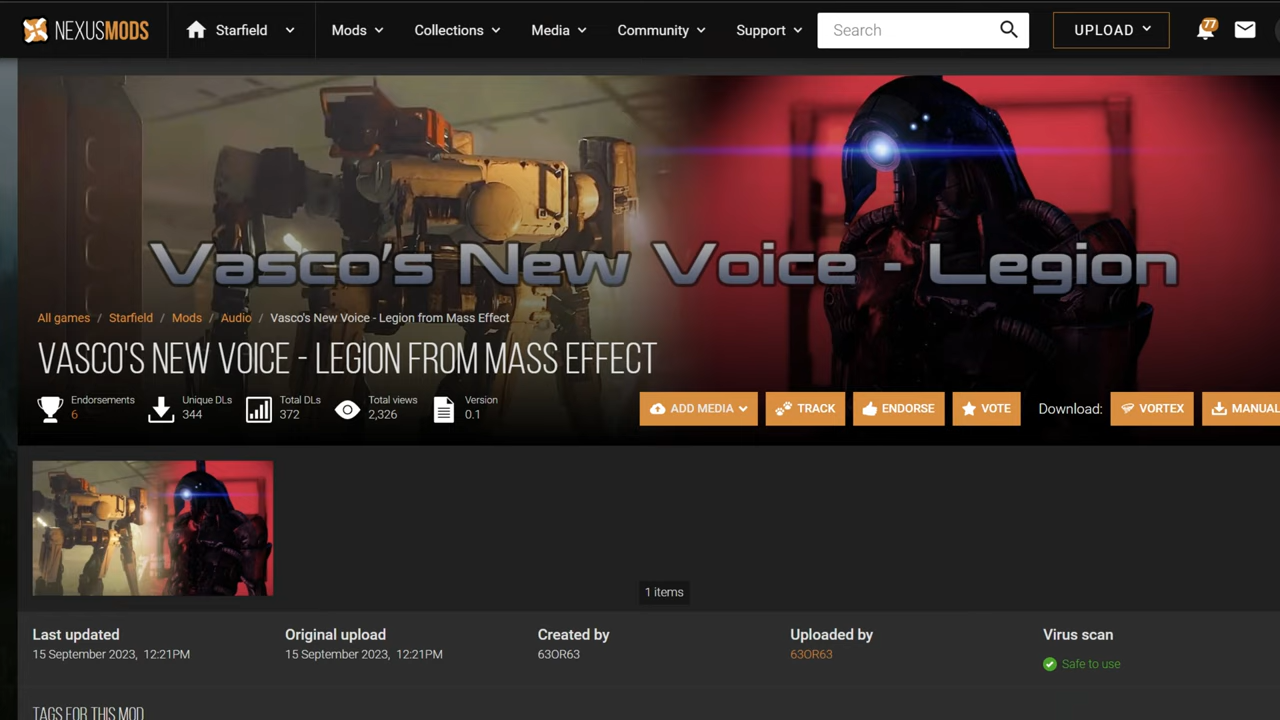 NEXUSMODS Starfield Mods Collections Media Community Support Search UPLOAD 77
Vasco's New Voice - Legion
All games / Starfield / Mods / Audio / Vasco's New Voice - Legion from Mass Effect
VASCO'S NEW VOICE - LEGION FROM MASS EFFECT
Endorsements Unique DLs Total DLs Total views Version
6 344 372 2,326 0.1
ADD MEDIA TRACK ENDORSE VOTE Download: VORTEX MANUAL
1 items
Last updated Original upload Created by Uploaded by Virus scan
15 September 2023, 12:21PM 15 September 2023, 12:21PM 63OR63 63OR63 Safe to use
TAGS FOR THIS MOD